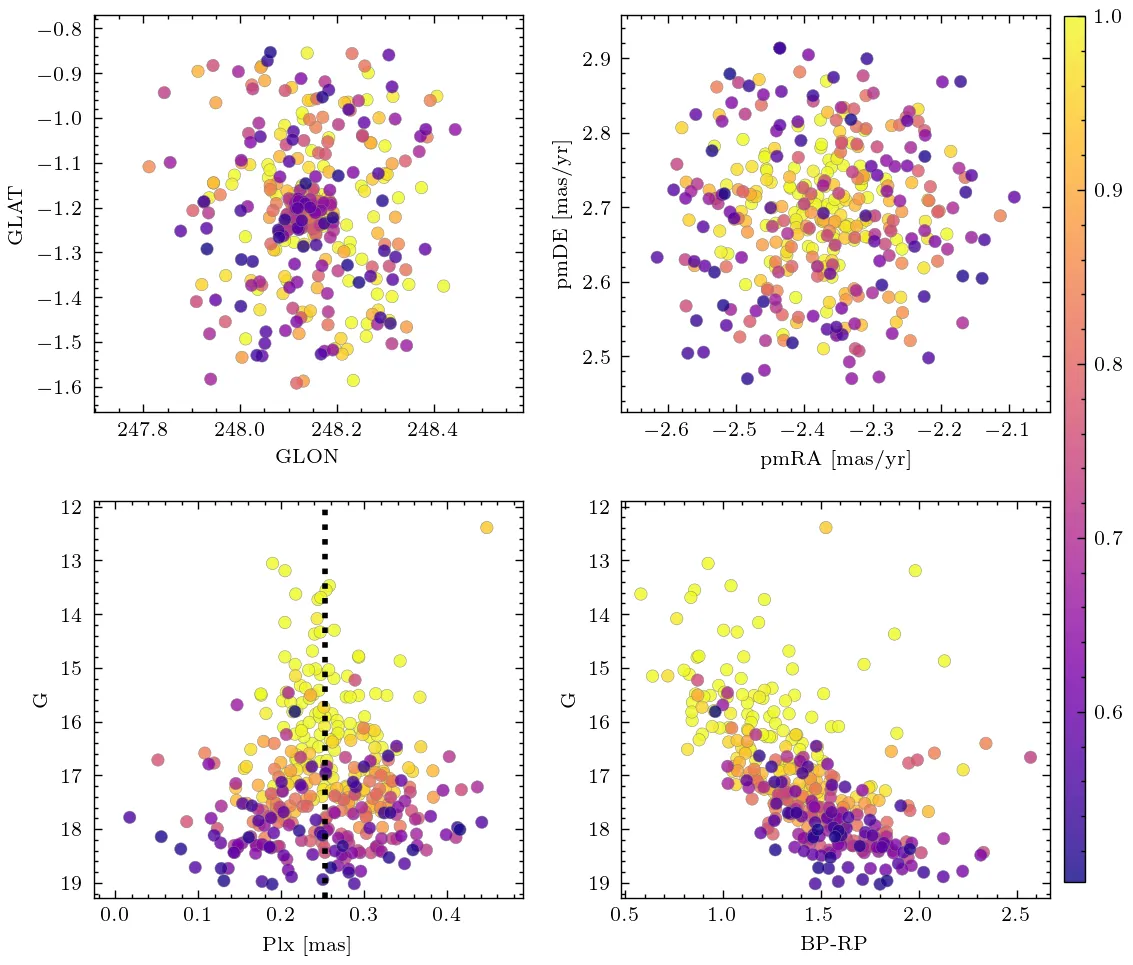 −0.8
−0.9
−1.0
−1.1
−1.2
−1.3
−1.4
−1.5
−1.6
GLAT
247.8 248.0 248.2 248.4
GLON
2.9
2.8
2.7
2.6
2.5
pmDE [mas/yr]
−2.6 −2.5 −2.4 −2.3 −2.2 −2.1
pmRA [mas/yr]
12
13
14
15
16
17
18
19
G
0.0 0.1 0.2 0.3 0.4
Plx [mas]
12
13
14
15
16
17
18
19
G
0.5 1.0 1.5 2.0 2.5
BP-RP
1.0
0.9
0.8
0.7
0.6